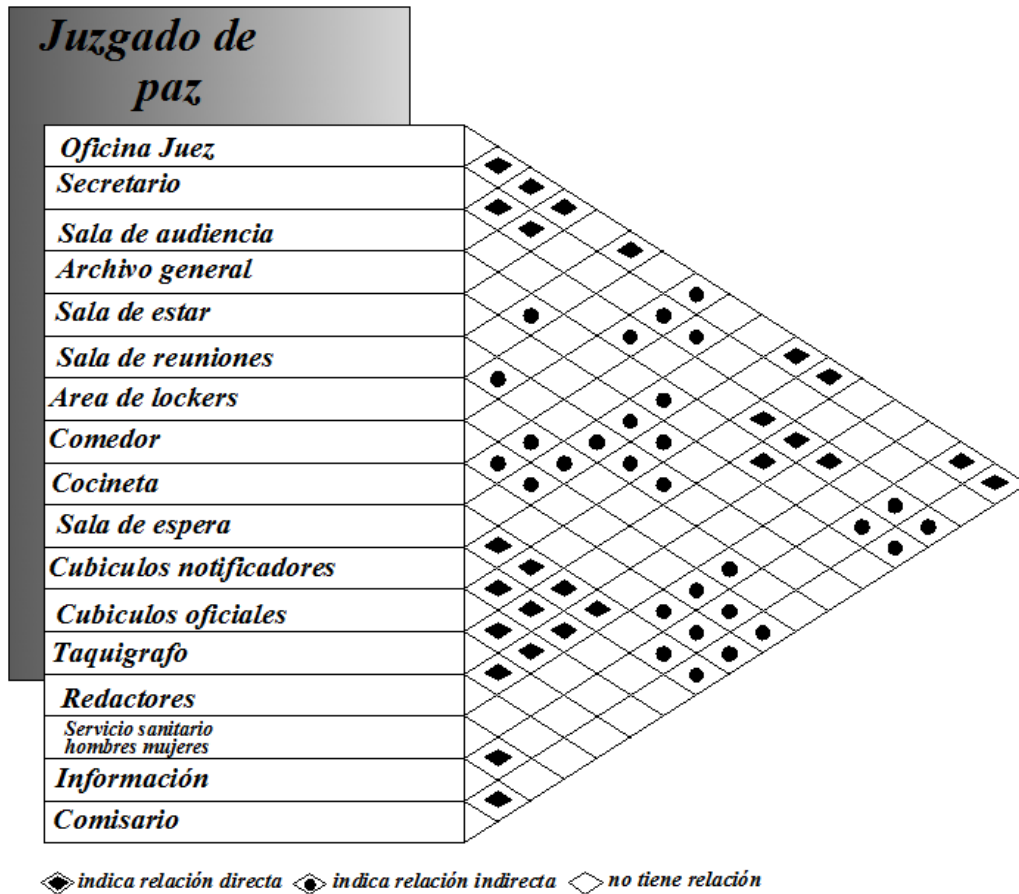 Juzgado de
paz
Oficina Juez
Secretario
Sala de audiencia
Archivo general
Sala de estar
Sala de reuniones
Area de lockers
Comedor
Cocineta
Sala de espera
Cubiculos notificadores
Cubiculos oficiales
Taquigrafo
Redactores
Servicio sanitario
hombres mujeres
Información
Comisario
indica relación directa indica relación indirecta no tiene relación